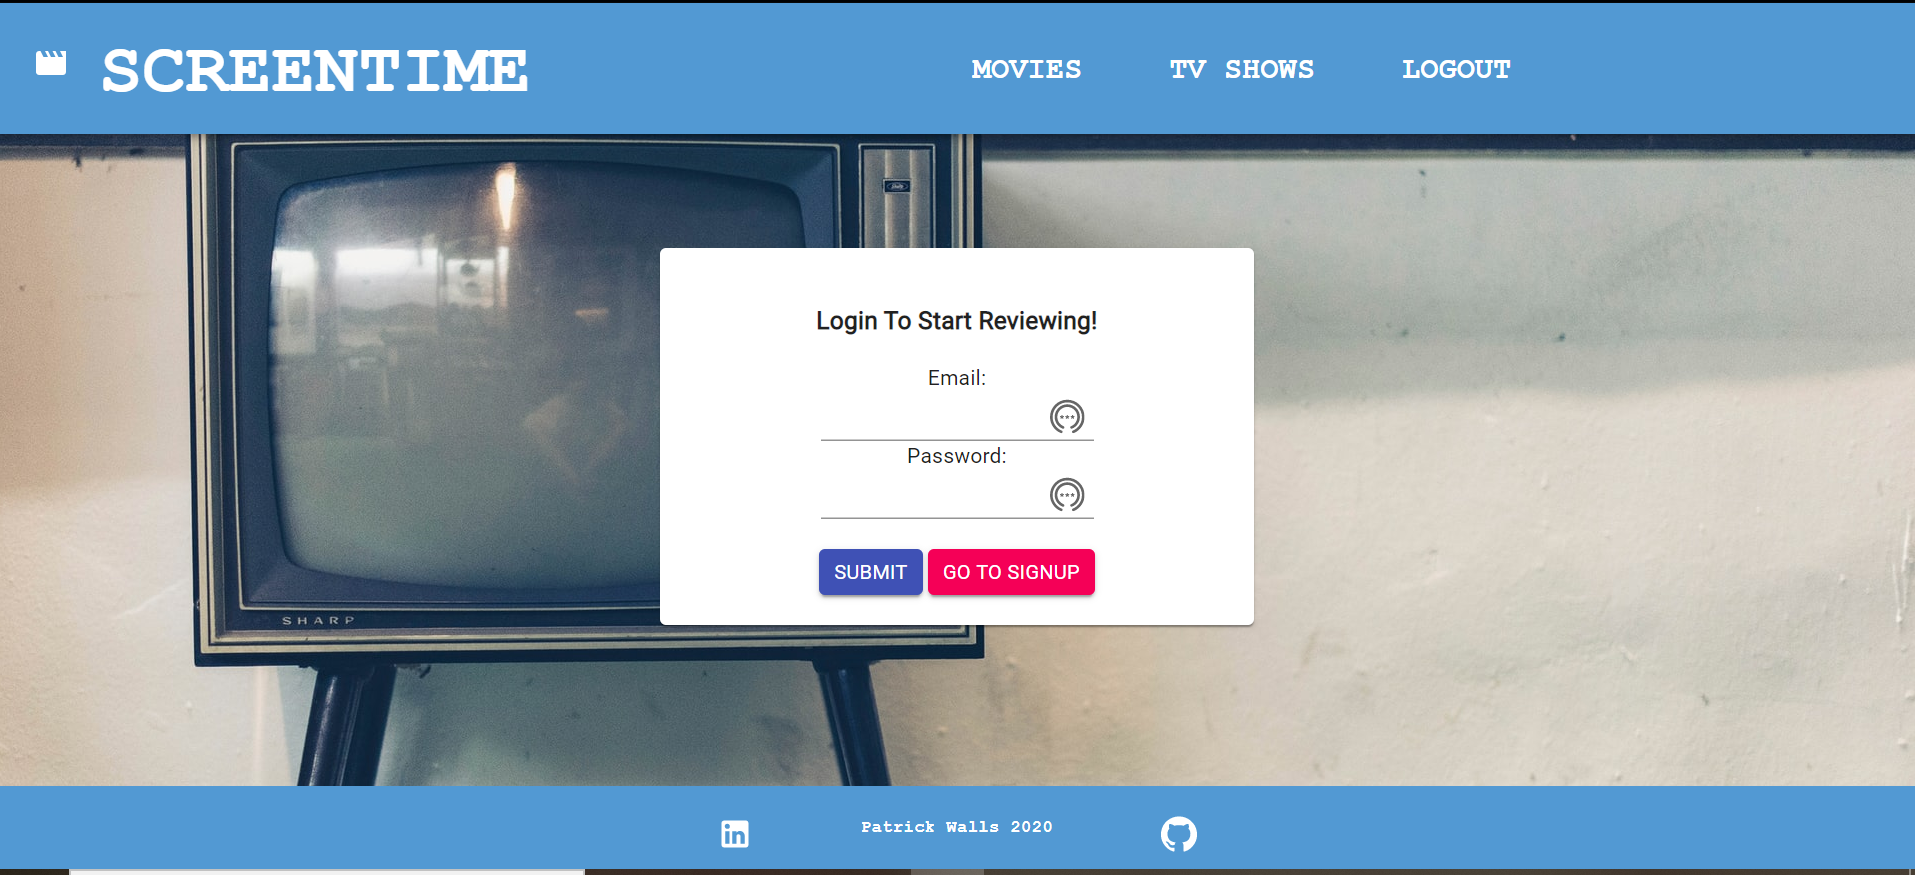 SCREENTIME
MOVIES TV SHOWS LOGOUT
Login To Start Reviewing!
Email:
Password:
SUBMIT GO TO SIGNUP
SHARP
in Patrick Walls 2020